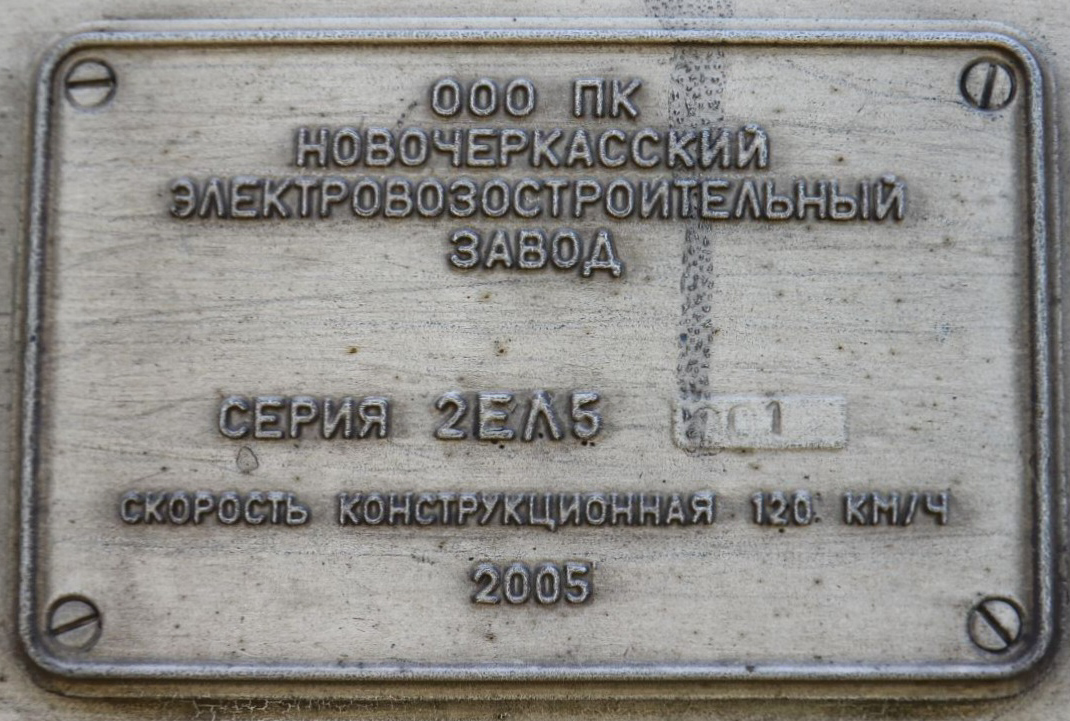 ООО ПК
НОВОЧЕРКАССКИЙ
ЭЛЕКТРОВОЗОСТРОИТЕЛЬНЫЙ
ЗАВОД
СЕРИЯ 2ЕЛ5
СКОРОСТЬ КОНСТРУКЦИОННАЯ 120 КМ/Ч
2005